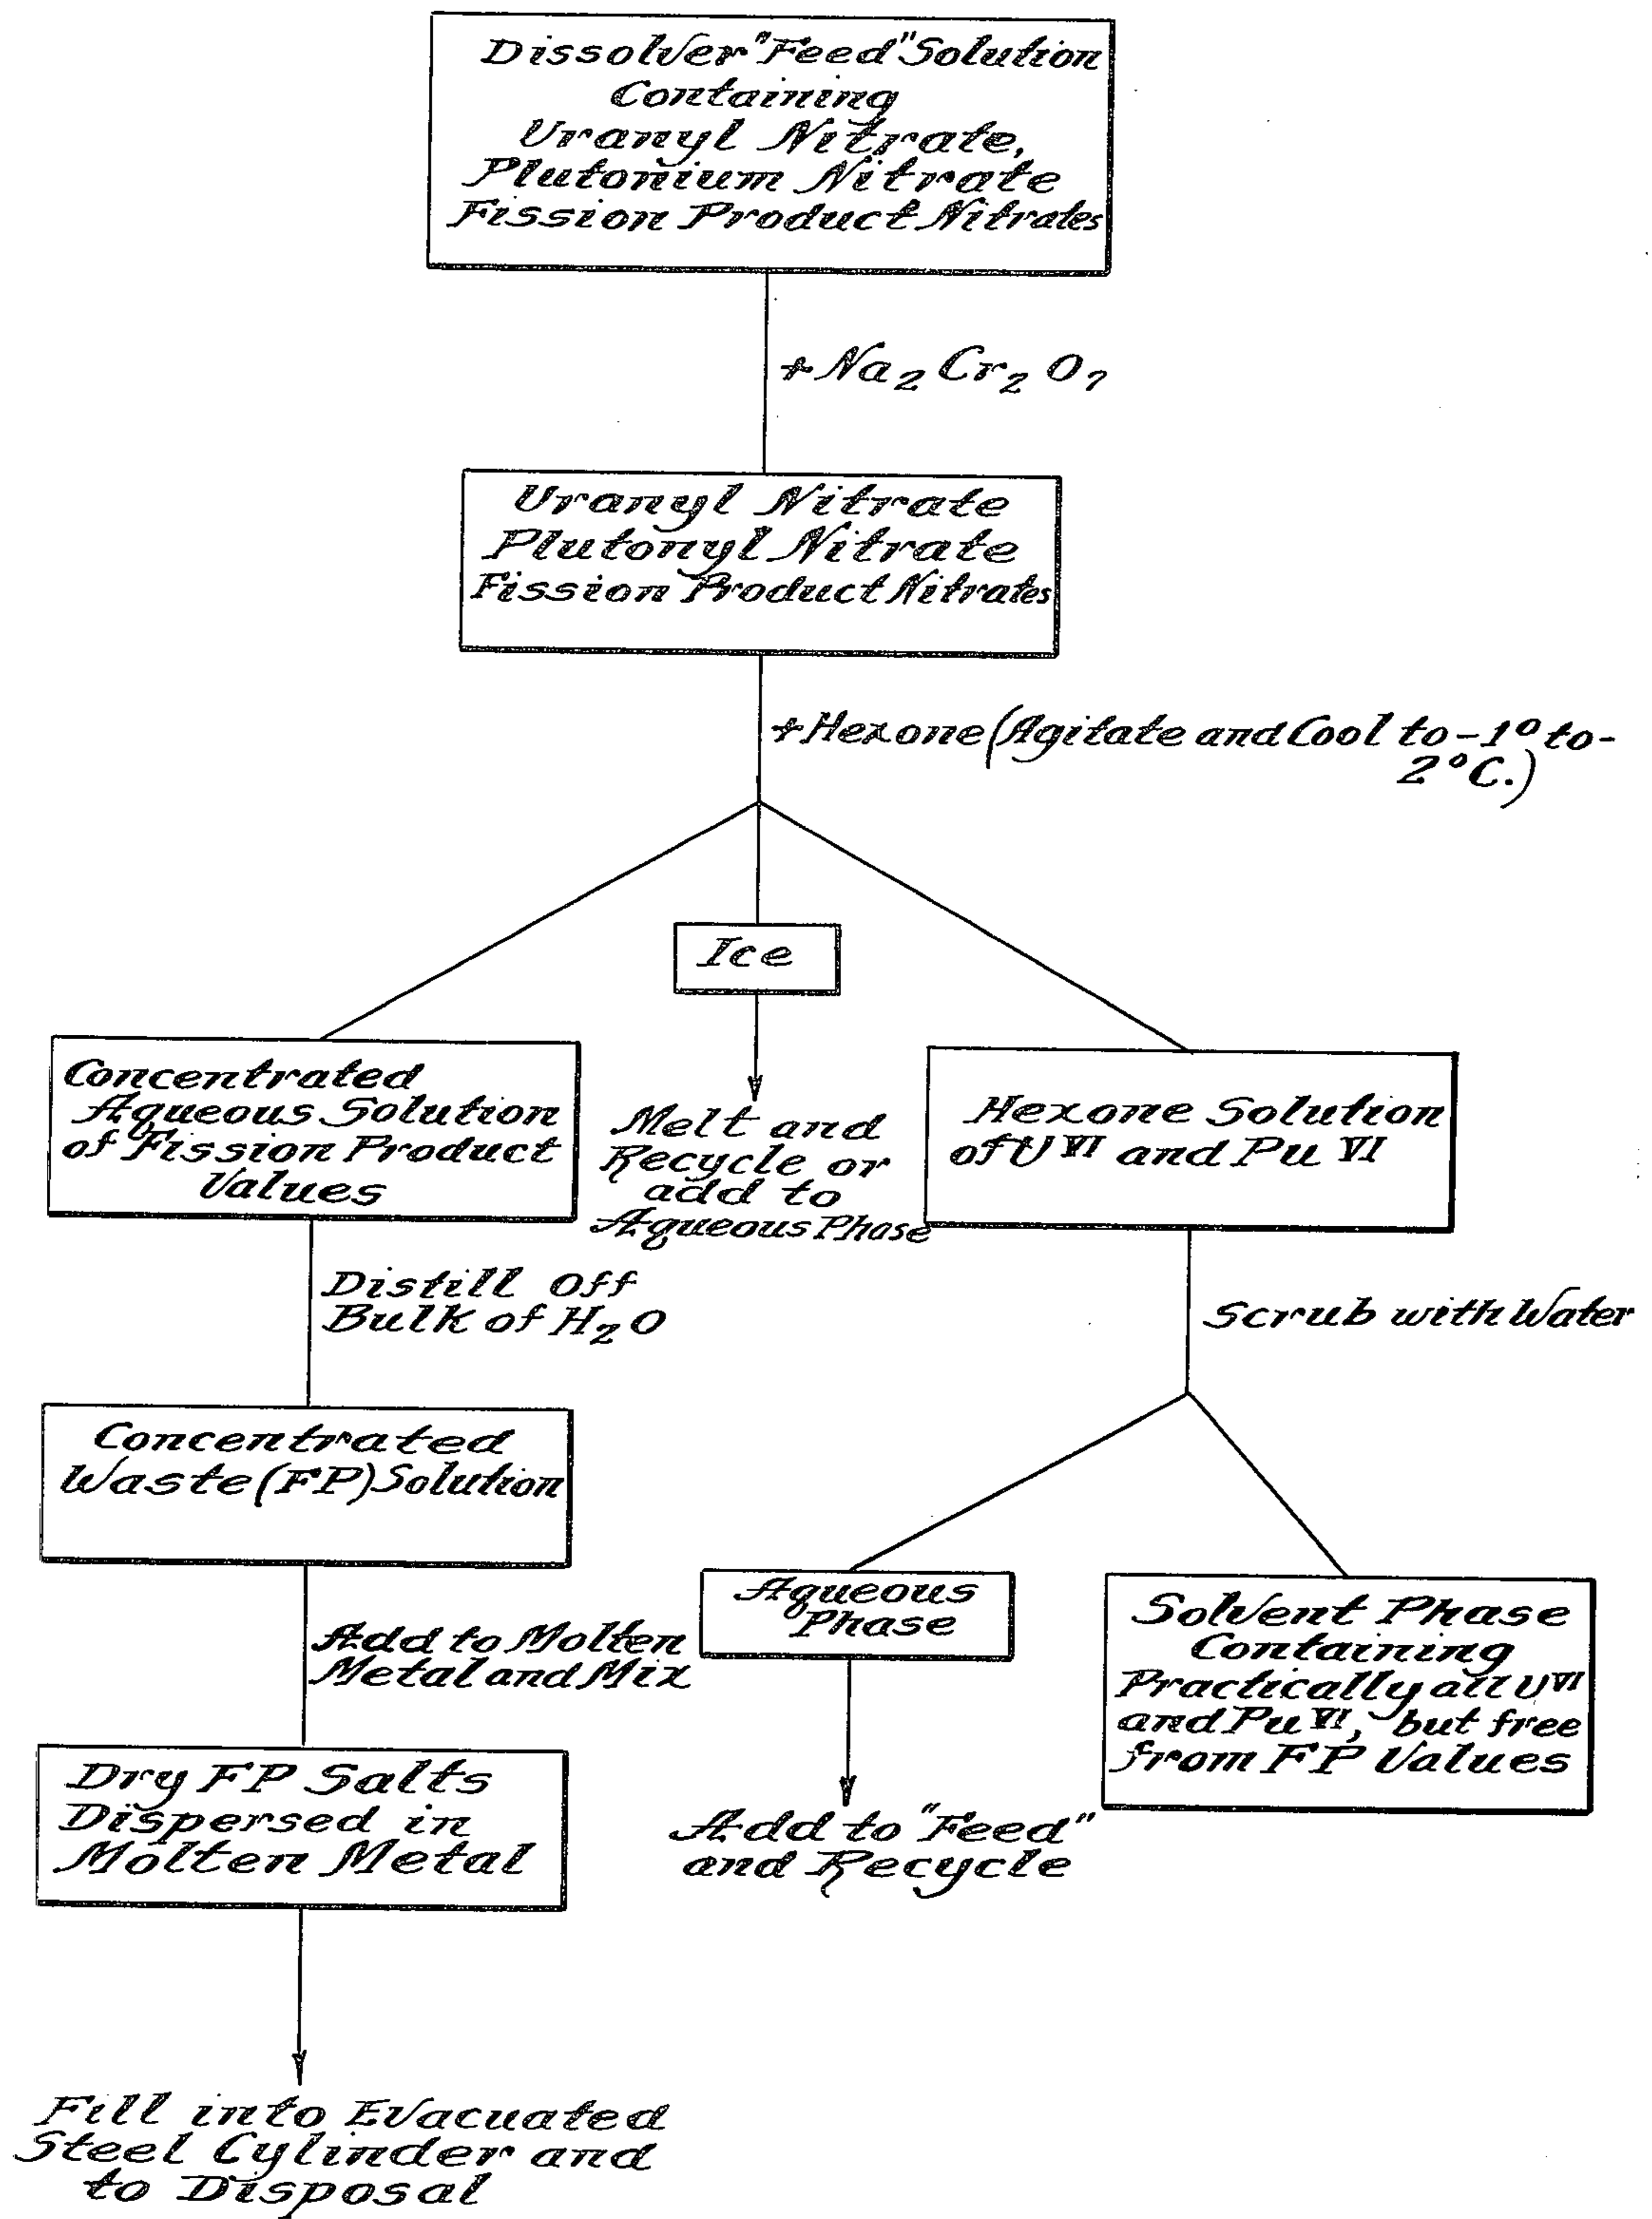 Dissolver "Feed" Solution
Containing
Uranyl Nitrate,
Plutonium Nitrate
Fission Product Nitrates
+Na₂Cr₂O₇
Uranyl Nitrate
Plutonyl Nitrate
Fission Product Nitrates
+Hexone (Agitate and Cool to -1° to -
2°C.)
Ice
Melt and
Recycle or
add to
Aqueous Phase
Concentrated
Aqueous Solution
of Fission Product
Values
Distill Off
Bulk of H₂O
Concentrated
Waste (FP) Solution
Add to Molten
Metal and Mix
Dry FP Salts
Dispersed in
Molten Metal
Fill into Evacuated
Steel Cylinder and
to Disposal
Hexone Solution
of U VI and Pu VI
Scrub with Water
Aqueous
Phase
Add to "Feed"
and Recycle
Solvent Phase
Containing
Practically all U VI
and Pu VI, but free
from FP Values